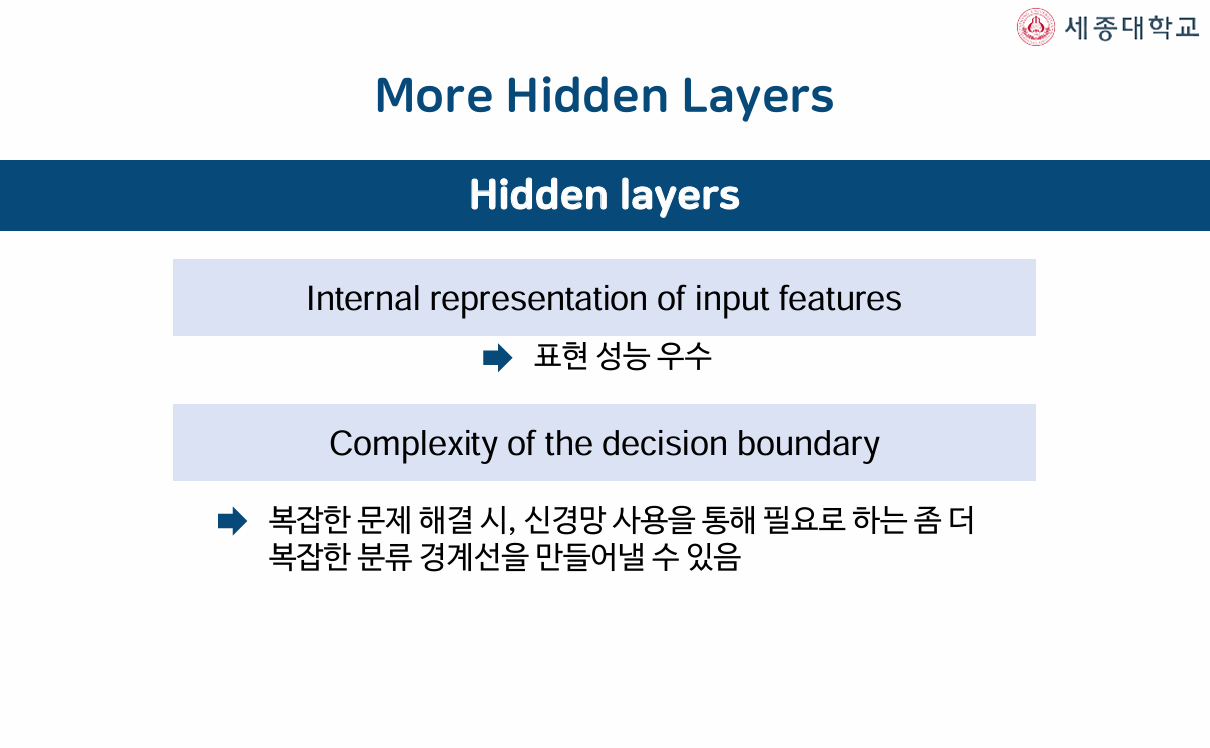 세종대학교
More Hidden Layers
Hidden layers
Internal representation of input features
표현 성능 우수
Complexity of the decision boundary
복잡한 문제 해결 시, 신경망 사용을 통해 필요로 하는 좀 더
복잡한 분류 경계선을 만들어낼 수 있음